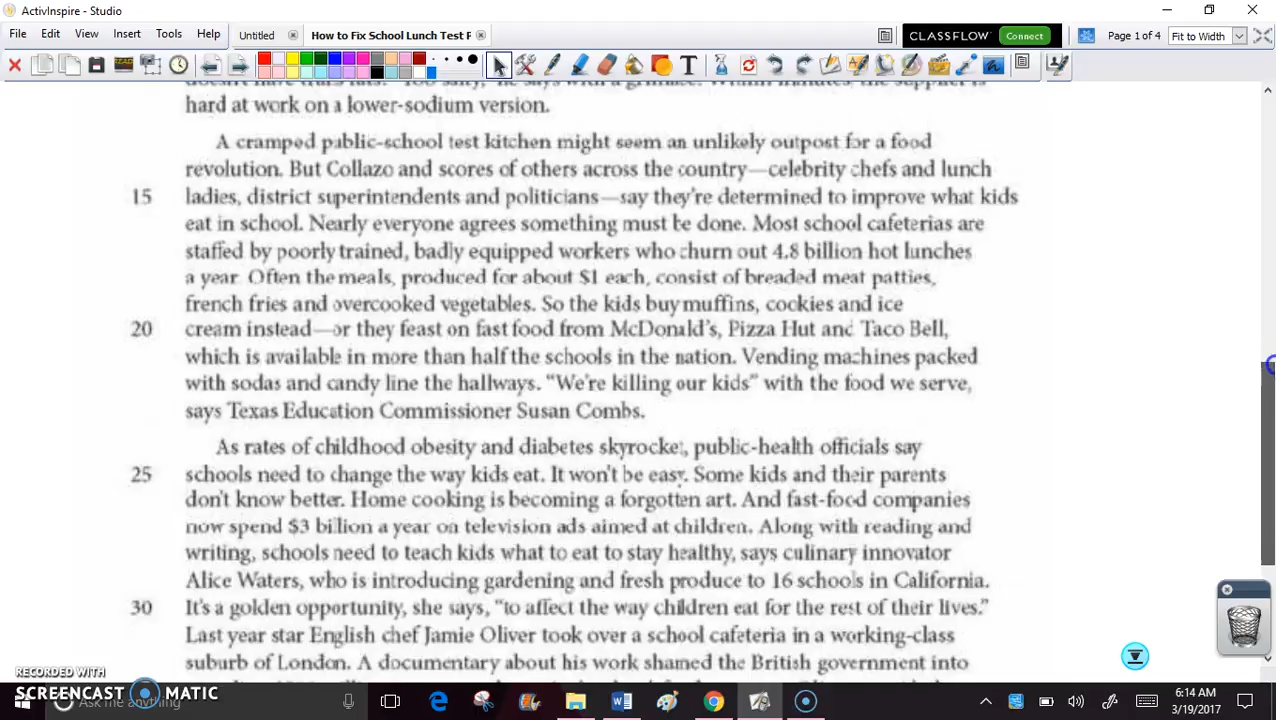 ActivInspire - Studio
File Edit View Insert Tools Help Untitled How to Fix School Lunch Test P CLASSFLOW Connect Page 1 of 4 Fit to Width
hard at work on a lower-sodium version.
A cramped public-school test kitchen might seem an unlikely outpost for a food
revolution. But Collazo and scores of others across the country—celebrity chefs and lunch
15 ladies, district superintendents and politicians—say they're determined to improve what kids
eat in school. Nearly everyone agrees something must be done. Most school cafeterias are
staffed by poorly trained, badly equipped workers who churn out 4.8 billion hot lunches
a year. Often the meals, produced for about $1 each, consist of breaded meat patties,
french fries and overcooked vegetables. So the kids buy muffins, cookies and ice
20 cream instead—or they feast on fast food from McDonald's, Pizza Hut and Taco Bell,
which is available in more than half the schools in the nation. Vending machines packed
with sodas and candy line the hallways. "We're killing our kids" with the food we serve,
says Texas Education Commissioner Susan Combs.
As rates of childhood obesity and diabetes skyrocket, public-health officials say
25 schools need to change the way kids eat. It won't be easy. Some kids and their parents
don't know better. Home cooking is becoming a forgotten art. And fast-food companies
now spend $3 billion a year on television ads aimed at children. Along with reading and
writing, schools need to teach kids what to eat to stay healthy, says culinary innovator
Alice Waters, who is introducing gardening and fresh produce to 16 schools in California.
30 It's a golden opportunity, she says, "to affect the way children eat for the rest of their lives."
Last year star English chef Jamie Oliver took over a school cafeteria in a working-class
suburb of London. A documentary about his work shamed the British government into
RECORDED WITH
SCREENCAST MATIC
Ask me anything
6:14 AM
3/19/2017